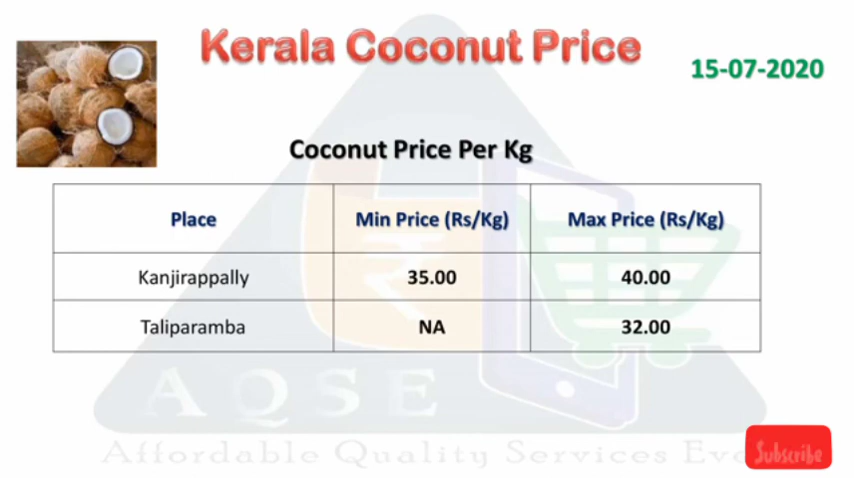 Kerala Coconut Price
15-07-2020
Coconut Price Per Kg
Place Min Price (Rs/Kg) Max Price (Rs/Kg)
Kanjirappally 35.00 40.00
Taliparamba NA 32.00
AQSE
Affordable Quality Services
Subscribe